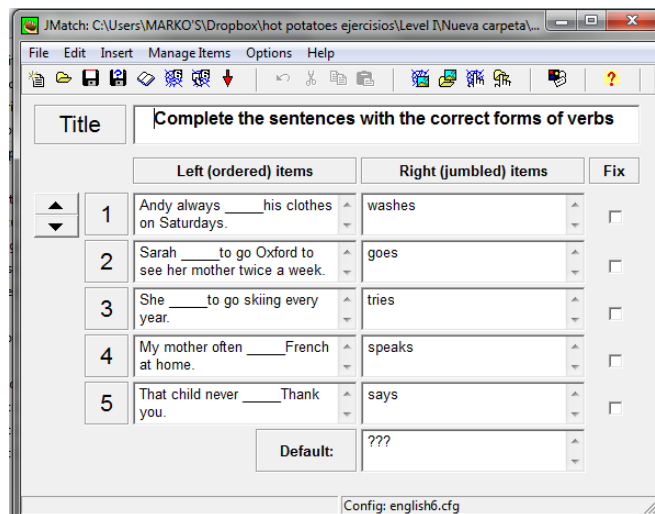 JMatch: C:\Users\MARKO'S\Dropbox\hot potatoes ejercisios\Level I\Nueva carpeta\...
File Edit Insert Manage Items Options Help
Title
Complete the sentences with the correct forms of verbs
Left (ordered) items
Right (jumbled) items
Fix
1
Andy always _____his clothes
on Saturdays.
washes
2
Sarah _____to go Oxford to
see her mother twice a week.
goes
3
She _____to go skiing every
year.
tries
4
My mother often _____French
at home.
speaks
5
That child never _____Thank
you.
says
Default:
???
Config: english6.cfg